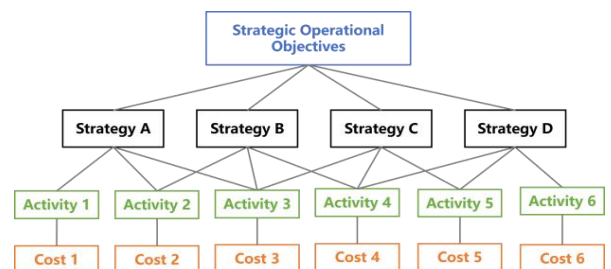 Strategic Operational
Objectives
Strategy A
Strategy B
Strategy C
Strategy D
Activity 1
Activity 2
Activity 3
Activity 4
Activity 5
Activity 6
Cost 1
Cost 2
Cost 3
Cost 4
Cost 5
Cost 6